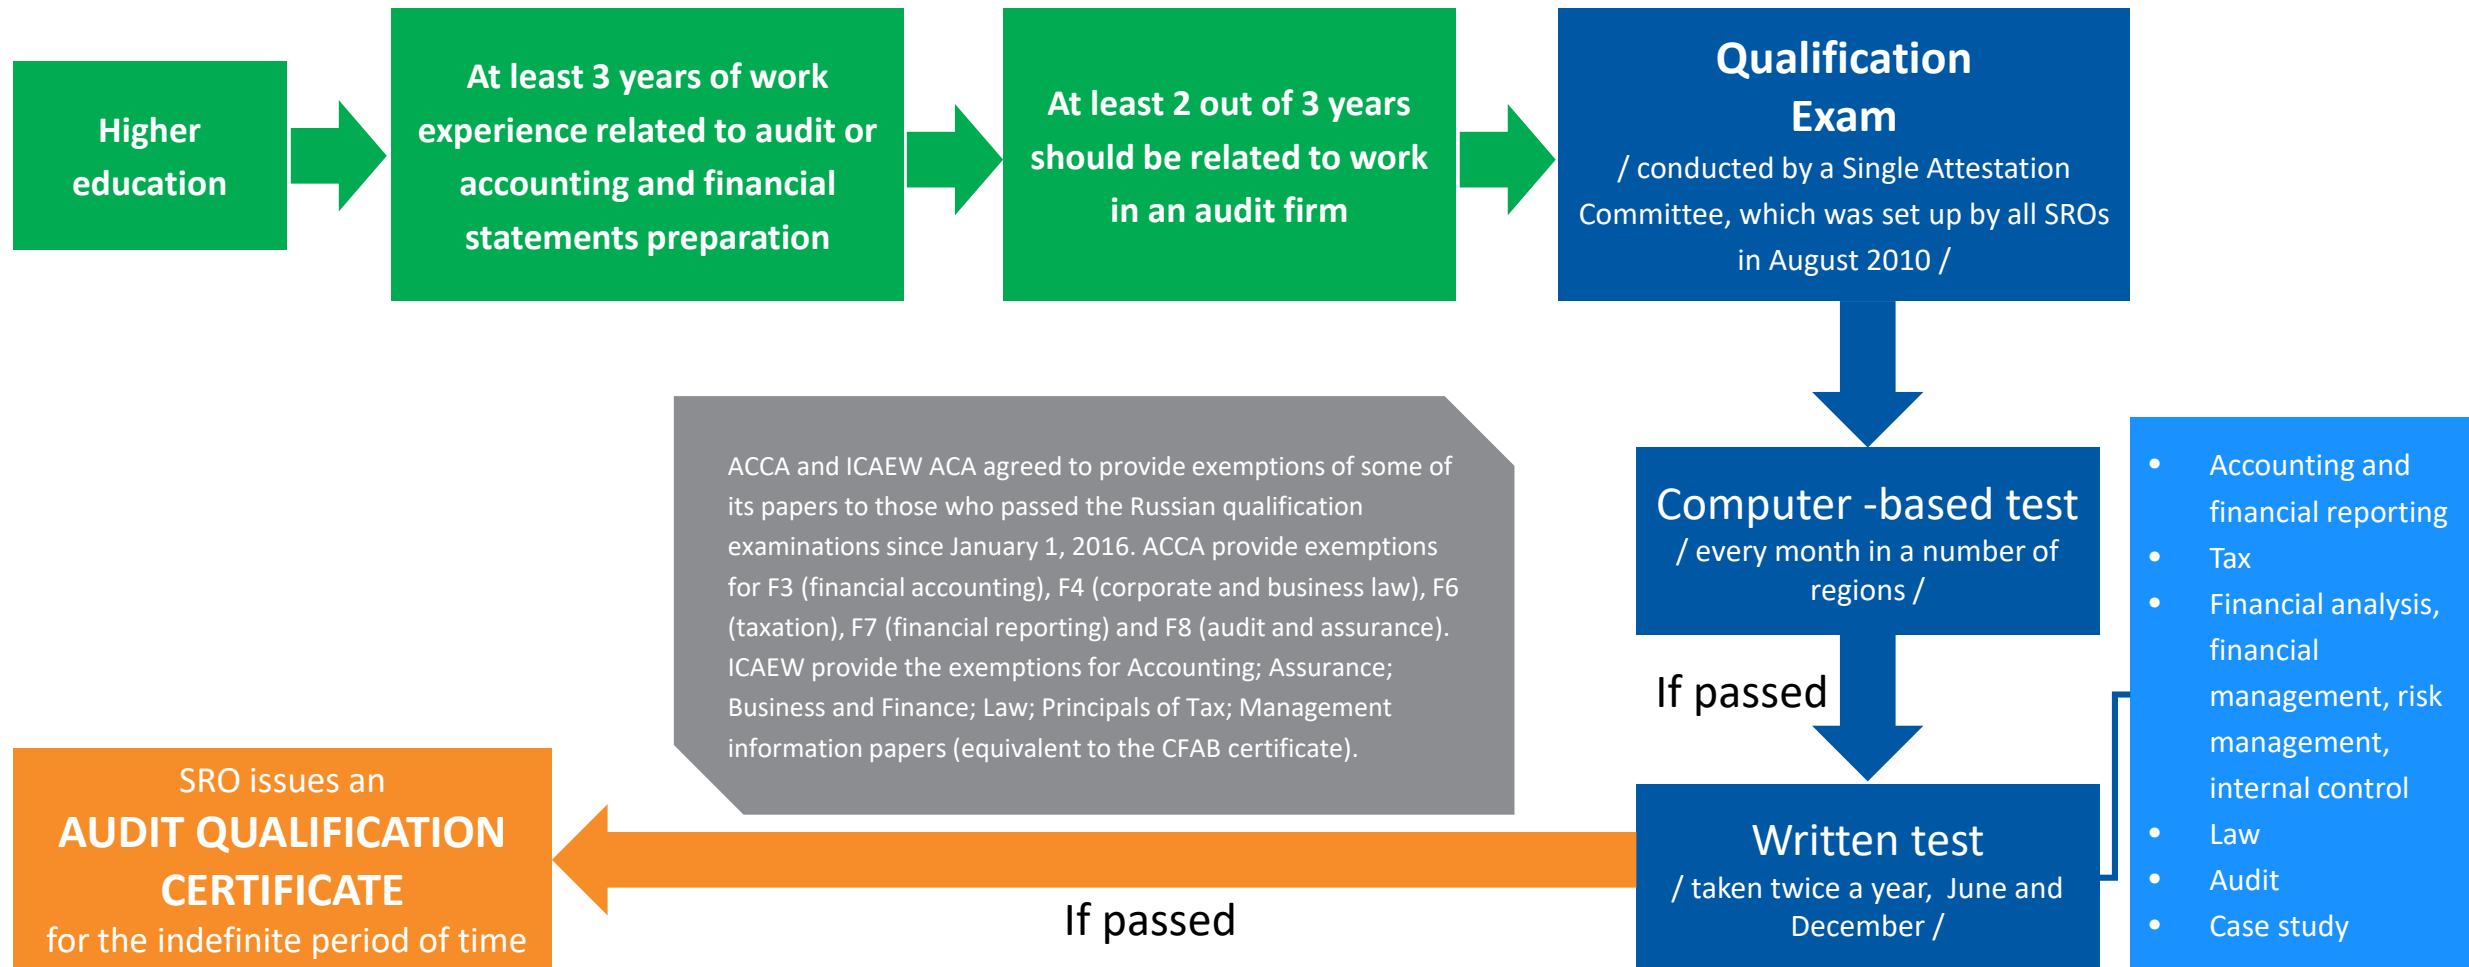 Higher
education
At least 3 years of work
experience related to audit or
accounting and financial
statements preparation
At least 2 out of 3 years
should be related to work
in an audit firm
Qualification
Exam
/ conducted by a Single Attestation
Committee, which was set up by all SROs
in August 2010 /
Computer -based test
/ every month in a number of
regions /
If passed
Written test
/ taken twice a year,  June and
December /
• Accounting and
financial reporting
• Tax
• Financial analysis,
financial
management, risk
management,
internal control
• Law
• Audit
• Case study
ACCA and ICAEW ACA agreed to provide exemptions of some of
its papers to those who passed the Russian qualification
examinations since January 1, 2016. ACCA provide exemptions
for F3 (financial accounting), F4 (corporate and business law), F6
(taxation), F7 (financial reporting) and F8 (audit and assurance).
ICAEW provide the exemptions for Accounting; Assurance;
Business and Finance; Law; Principals of Tax; Management
information papers (equivalent to the CFAB certificate).
If passed
SRO issues an
AUDIT QUALIFICATION
CERTIFICATE
for the indefinite period of time